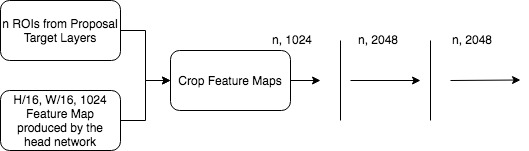 n ROIs from Proposal
Target Layers
n, 1024
n, 2048
n, 2048
Crop Feature Maps
H/16, W/16, 1024
Feature Map
produced by the
head network